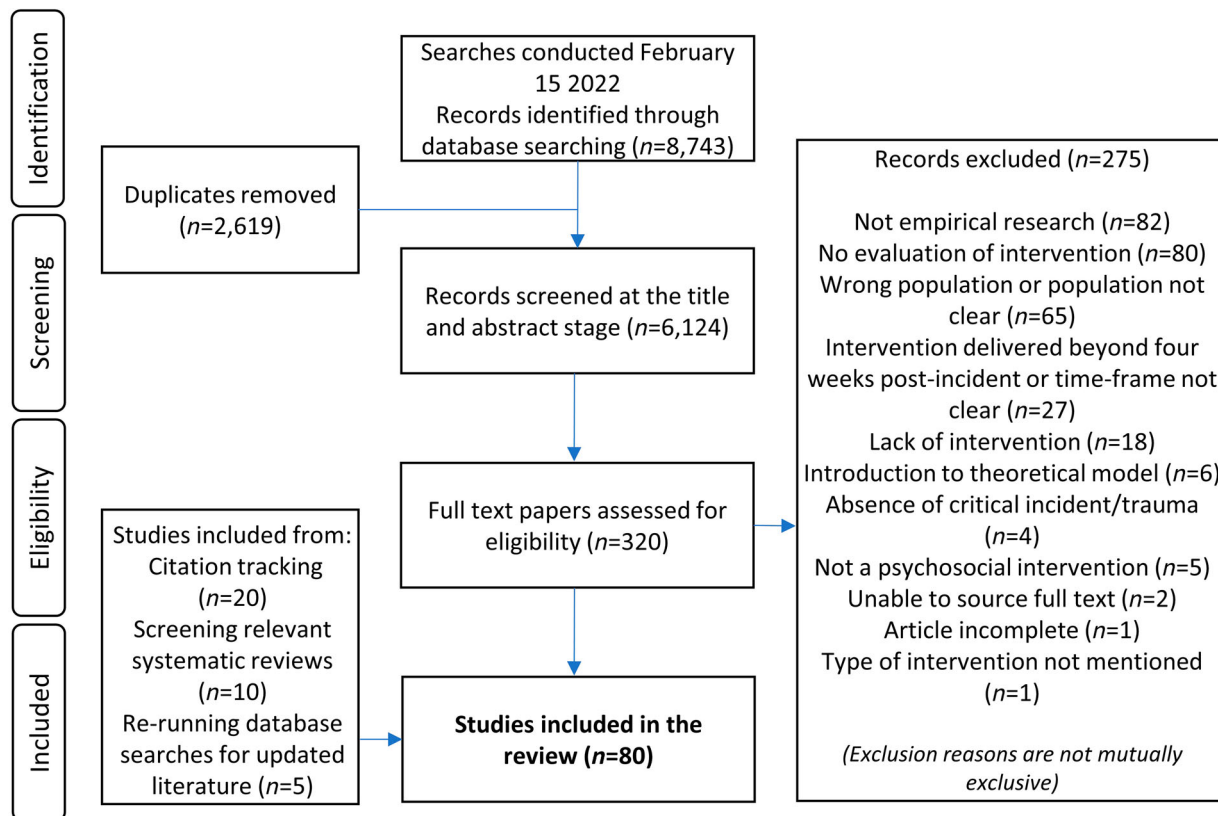 Identification
Searches conducted February
15 2022
Records identified through
database searching (n=8,743)
Duplicates removed
(n=2,619)
Screening
Records screened at the title
and abstract stage (n=6,124)
Records excluded (n=275)
Not empirical research (n=82)
No evaluation of intervention (n=80)
Wrong population or population not
clear (n=65)
Intervention delivered beyond four
weeks post-incident or time-frame not
clear (n=27)
Lack of intervention (n=18)
Introduction to theoretical model (n=6)
Absence of critical incident/trauma
(n=4)
Not a psychosocial intervention (n=5)
Unable to source full text (n=2)
Article incomplete (n=1)
Type of intervention not mentioned
(n=1)
(Exclusion reasons are not mutually
exclusive)
Eligibility
Full text papers assessed for
eligibility (n=320)
Studies included from:
Citation tracking
(n=20)
Screening relevant
systematic reviews
(n=10)
Re-running database
searches for updated
literature (n=5)
Included
Studies included in the
review (n=80)